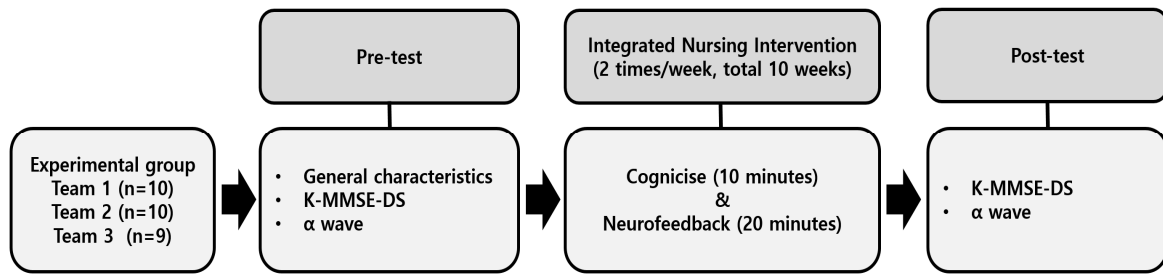 Pre-test
Integrated Nursing Intervention
(2 times/week, total 10 weeks)
Post-test
Experimental group
Team 1 (n=10)
Team 2 (n=10)
Team 3 (n=9)
• General characteristics
• K-MMSE-DS
• α wave
Cognicise (10 minutes)
&
Neurofeedback (20 minutes)
• K-MMSE-DS
• α wave